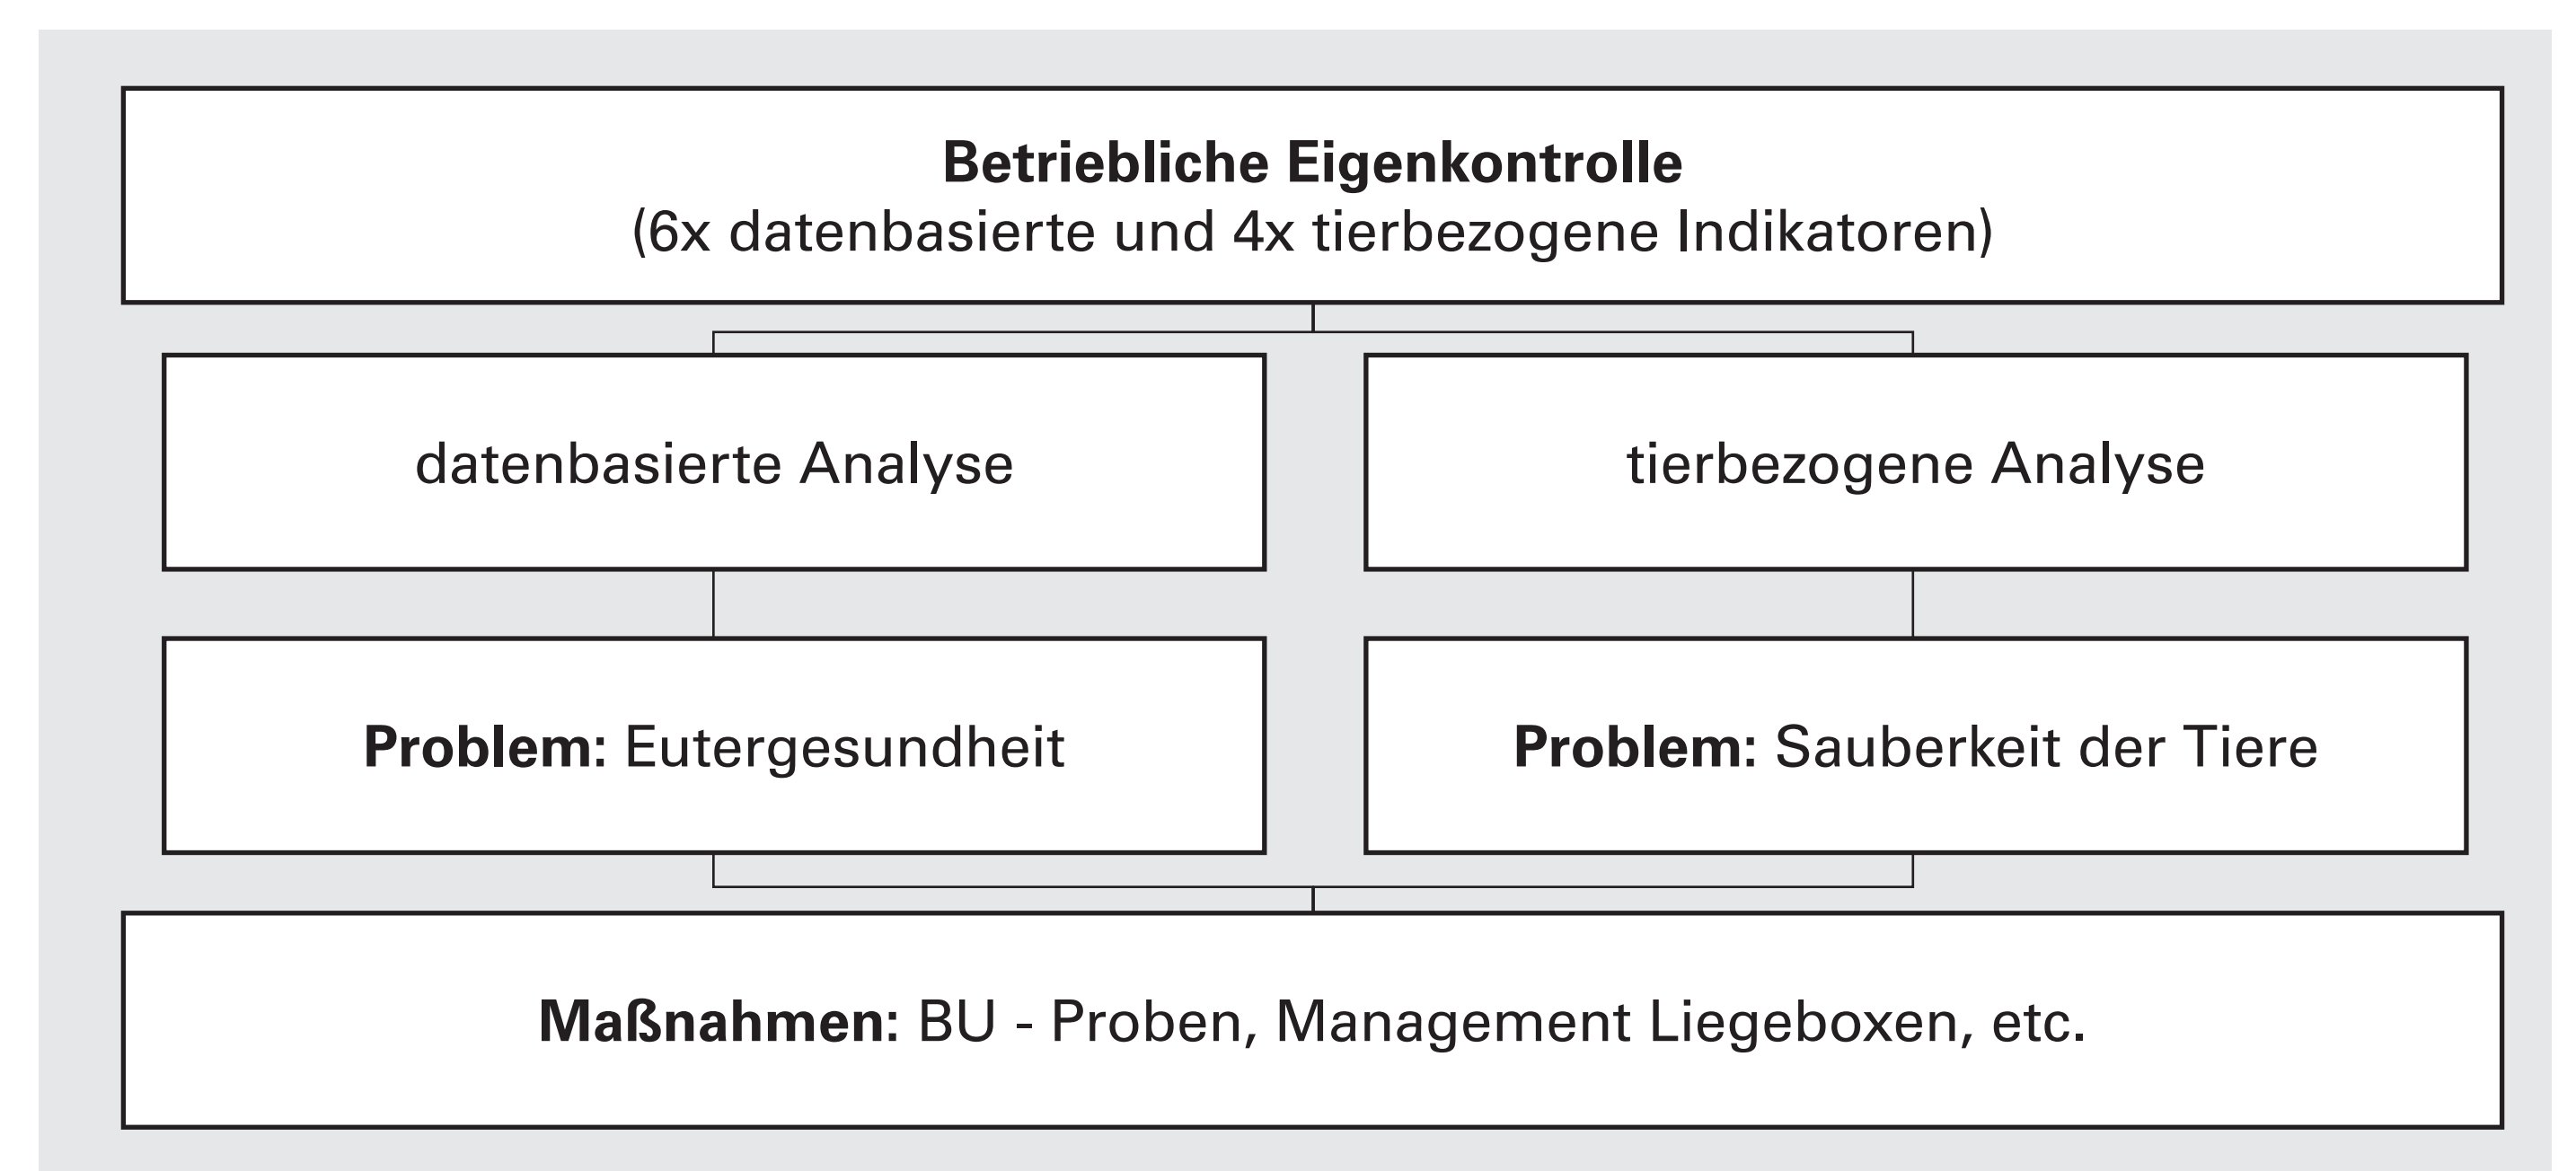 Betriebliche Eigenkontrolle
(6x datenbasierte und 4x tierbezogene Indikatoren)
datenbasierte Analyse
tierbezogene Analyse
Problem: Eutergesundheit
Problem: Sauberkeit der Tiere
Maßnahmen: BU - Proben, Management Liegeboxen, etc.